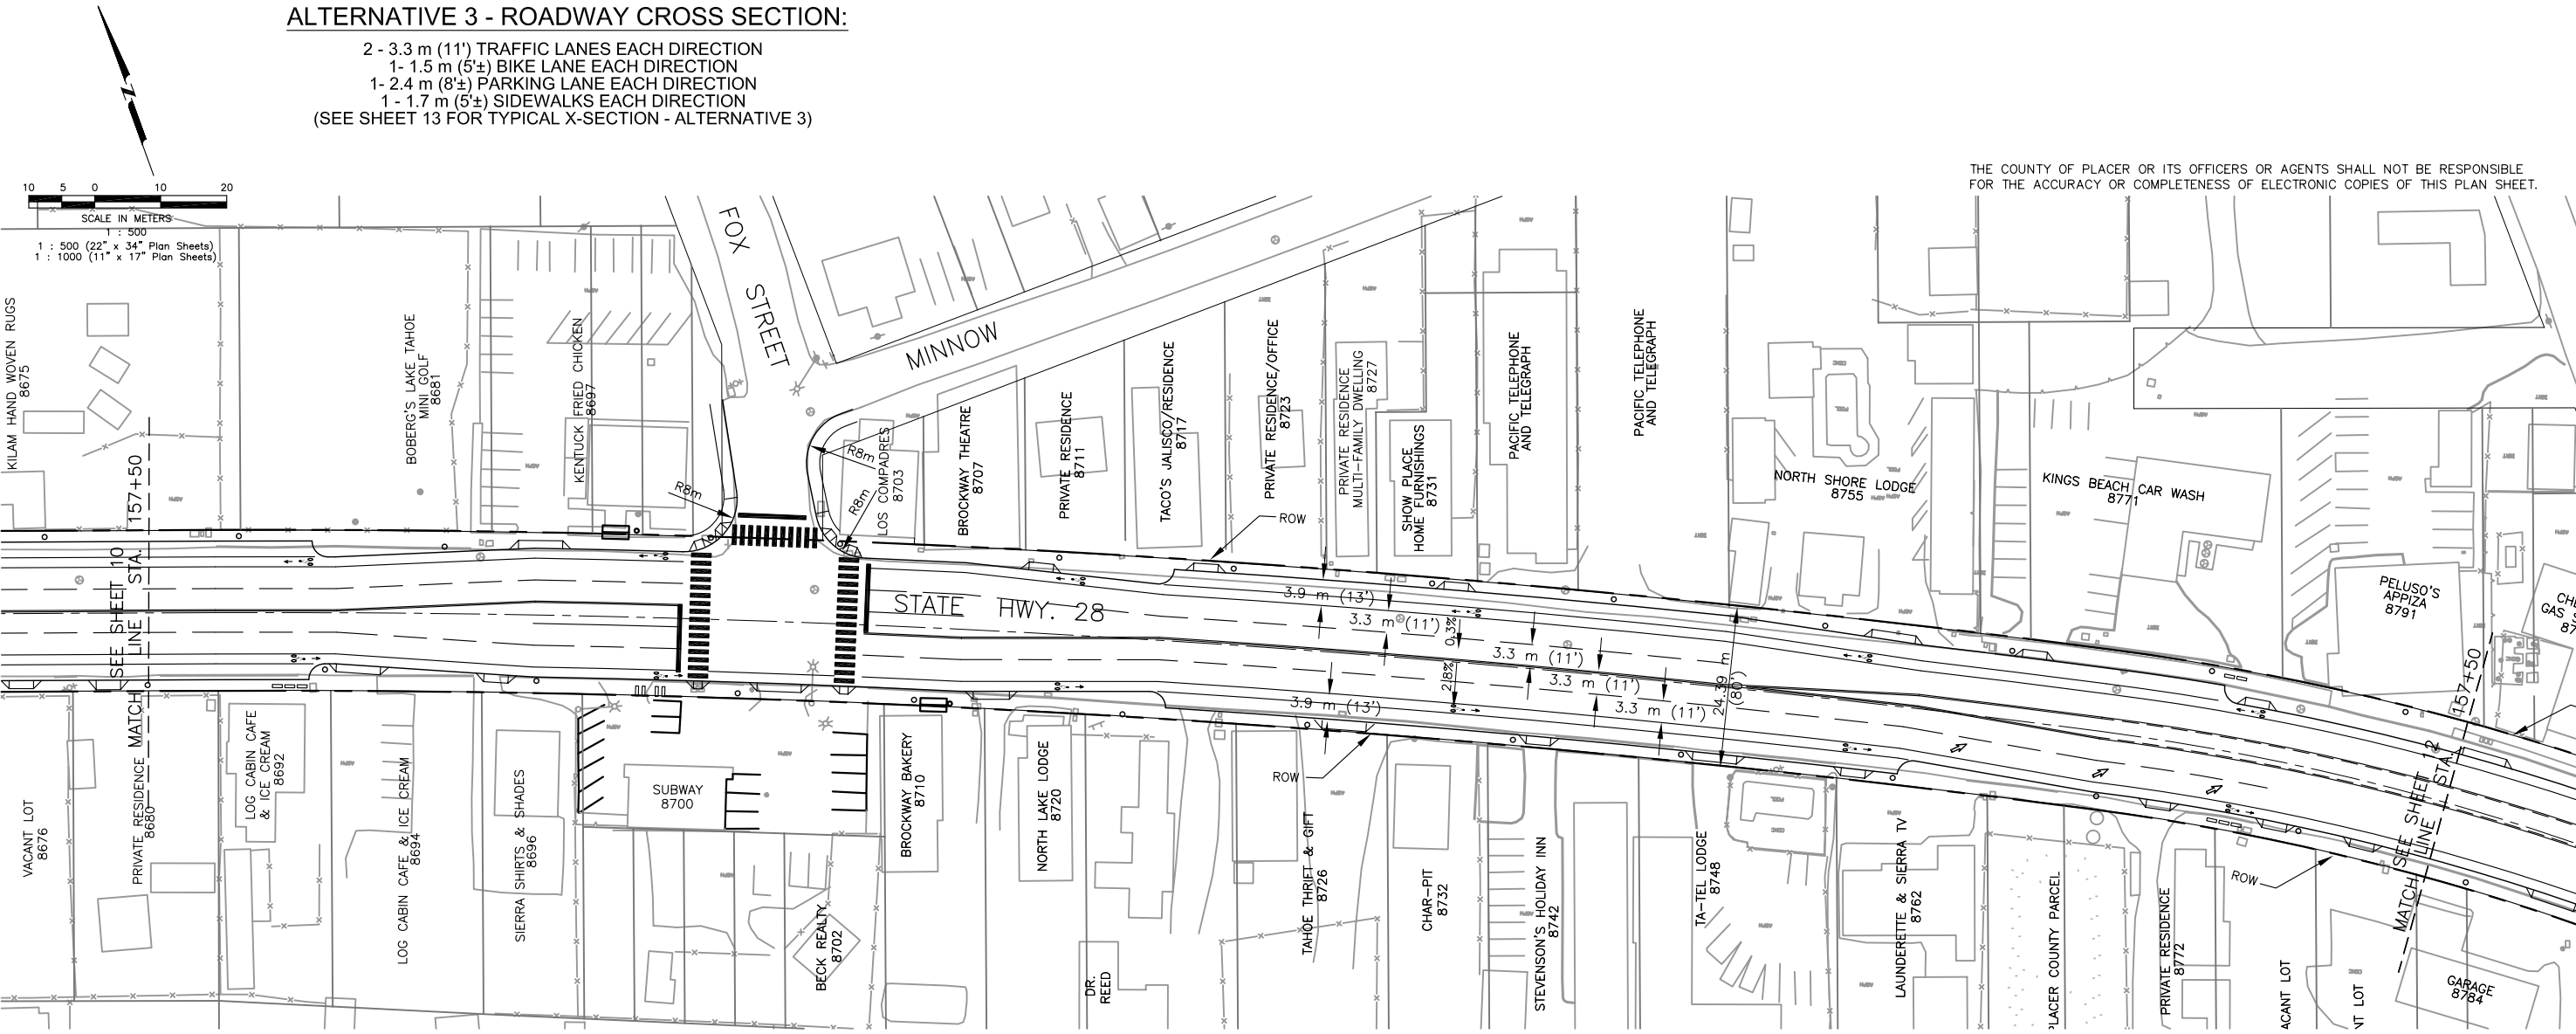 ALTERNATIVE 3 - ROADWAY CROSS SECTION:
2 - 3.3 m (11') TRAFFIC LANES EACH DIRECTION
1- 1.5 m (5'±) BIKE LANE EACH DIRECTION
1- 2.4 m (8'±) PARKING LANE EACH DIRECTION
1 - 1.7 m (5'±) SIDEWALKS EACH DIRECTION
(SEE SHEET 13 FOR TYPICAL X-SECTION - ALTERNATIVE 3)
THE COUNTY OF PLACER OR ITS OFFICERS OR AGENTS SHALL NOT BE RESPONSIBLE
FOR THE ACCURACY OR COMPLETENESS OF ELECTRONIC COPIES OF THIS PLAN SHEET.
10 5 0 10 20
SCALE IN METERS
1 : 500
1 : 500 (22" x 34" Plan Sheets)
1 : 1000 (11" x 17" Plan Sheets)
FOX STREET
MINNOW
KILAM HAND WOVEN RUGS
8675
BOBERG'S LAKE TAHOE
MINI GOLF
8681
KENTUCK FRIED CHICKEN
8697
R8m
R8m
R8m
LOS COMPADRES
8703
BROCKWAY THEATRE
8707
PRIVATE RESIDENCE
8711
TACO'S JALISCO/RESIDENCE
8717
PRIVATE RESIDENCE/OFFICE
8723
PRIVATE RESIDENCE
MULTI-FAMILY DWELLING
8727
SHOW PLACE
HOME FURNISHINGS
8731
PACIFIC TELEPHONE
AND TELEGRAPH
PACIFIC TELEPHONE
AND TELEGRAPH
NORTH SHORE LODGE
8755
KINGS BEACH CAR WASH
8771
PELUSO'S
APPIZA
8791
GAS
ROW
SEE SHEET 10
MATCH LINE STA. 157+50
STATE HWY. 28
3.9 m (13')
3.3 m (11')
0.3%
3.3 m (11')
2.8%
3.3 m (11')
3.3 m (11')
3.9 m (13')
24.39 m
(80')
157+50
SEE SHEET 12
MATCH LINE STA.
ROW
ROW
VACANT LOT
8676
PRIVATE RESIDENCE
8680
LOG CABIN CAFE
& ICE CREAM
8692
LOG CABIN CAFE & ICE CREAM
8694
SIERRA SHIRTS & SHADES
8696
SUBWAY
8700
BECK REALTY
8702
BROCKWAY BAKERY
8710
NORTH LAKE LODGE
8720
DR.
REED
TAHOE THRIFT & GIFT
8726
CHAR-PIT
8732
STEVENSON'S HOLIDAY INN
8742
TA-TEL LODGE
8748
LAUNDERETTE & SIERRA TV
8762
PLACER COUNTY PARCEL
PRIVATE RESIDENCE
8772
ACANT LOT
NT LOT
GARAGE
8784